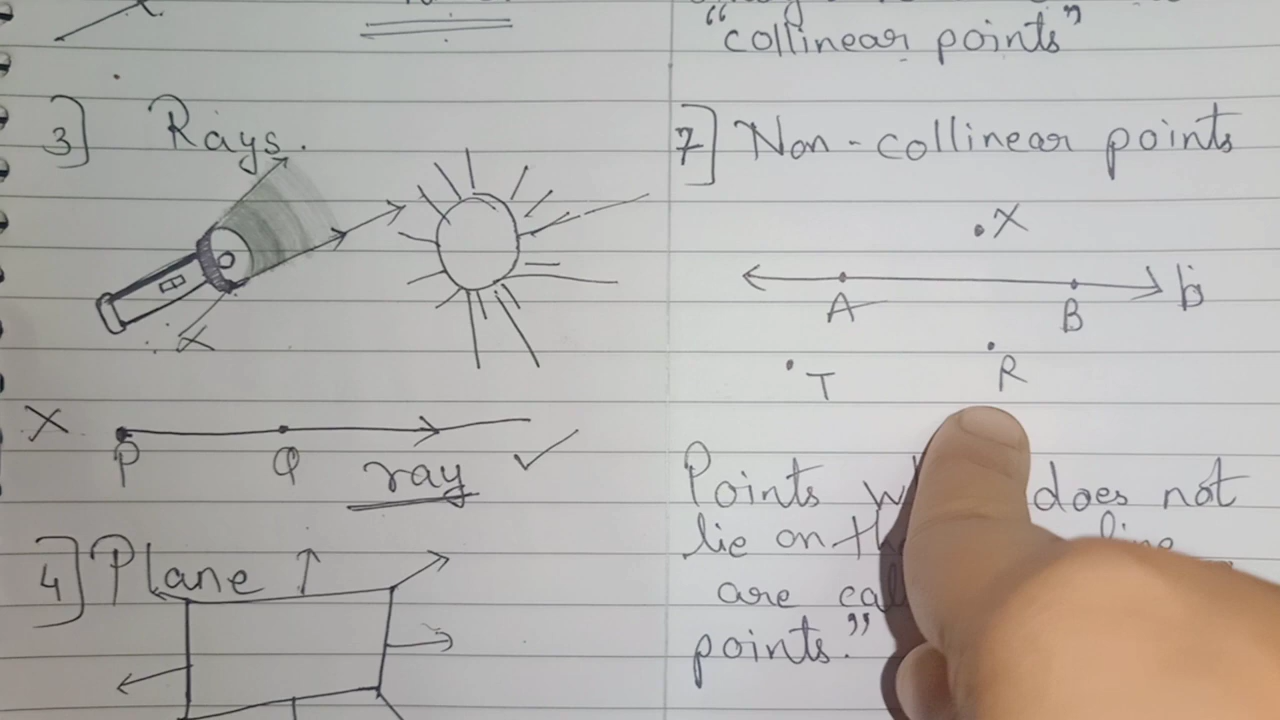 3] Rays.
P
Q
ray
4] Plane
"collinear points"
7] Non-collinear points
X
A
B
b
T
R
Points does not
lie on
are
points."